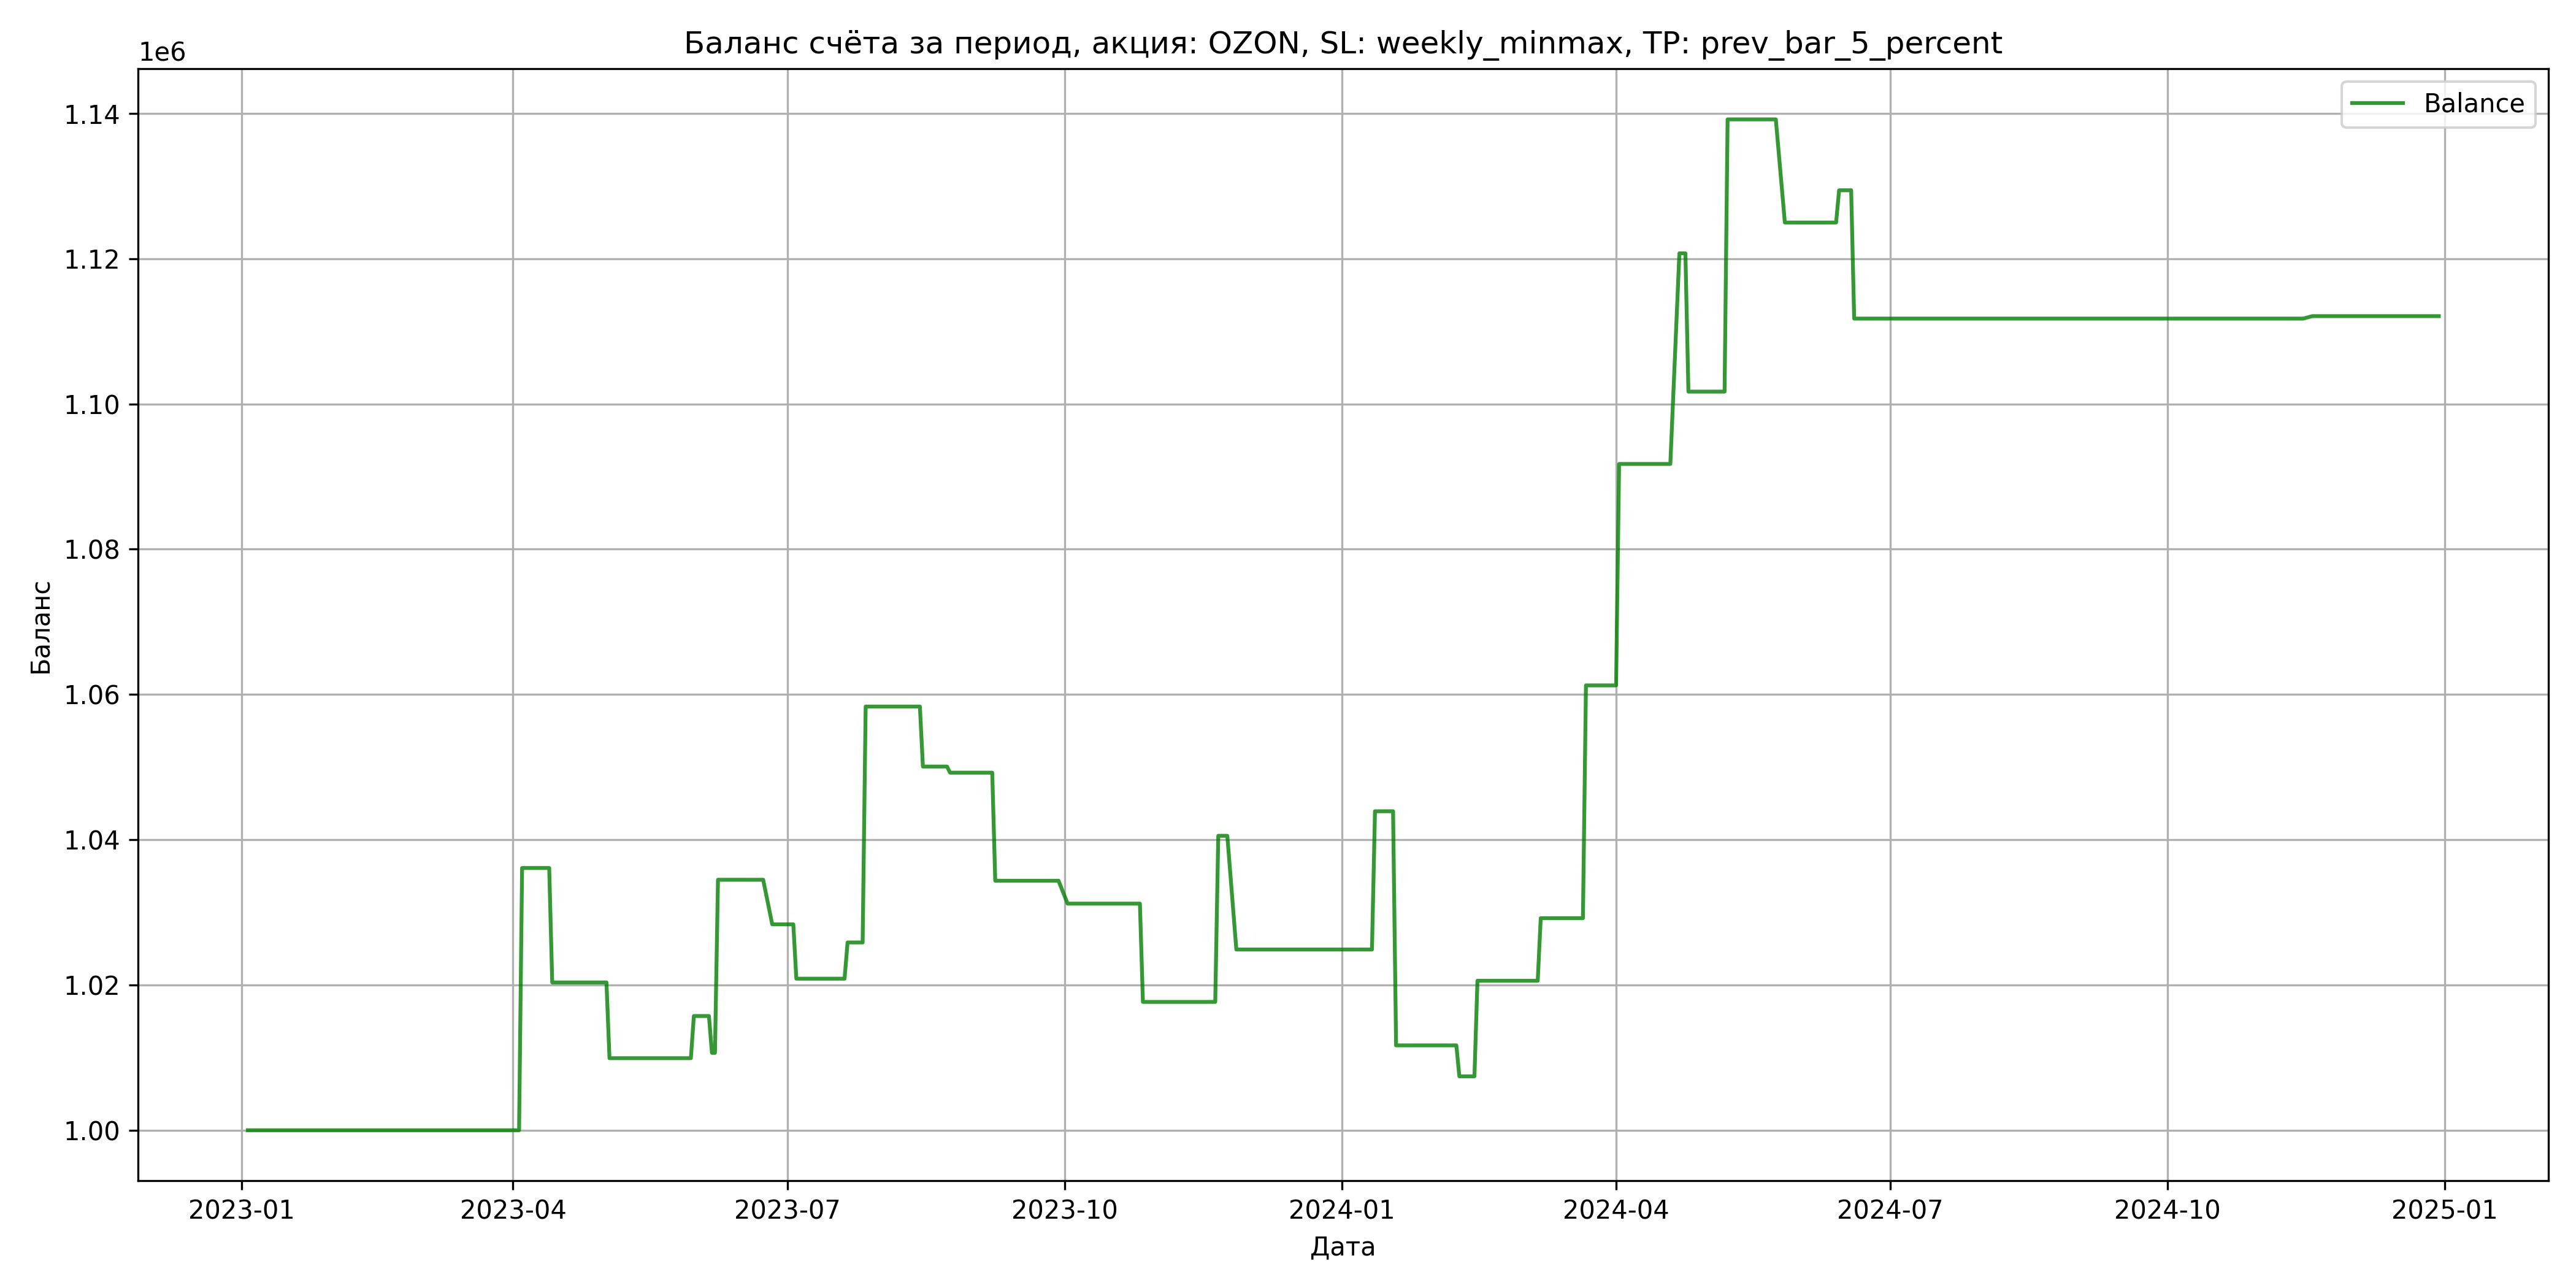 Баланс счёта за период, акция: OZON, SL: weekly_minmax, TP: prev_bar_5_percent
1e6
Balance
1.14
1.12
1.10
1.08
1.06
1.04
1.02
1.00
Баланс
2023-01 2023-04 2023-07 2023-10 2024-01 2024-04 2024-07 2024-10 2025-01
Дата